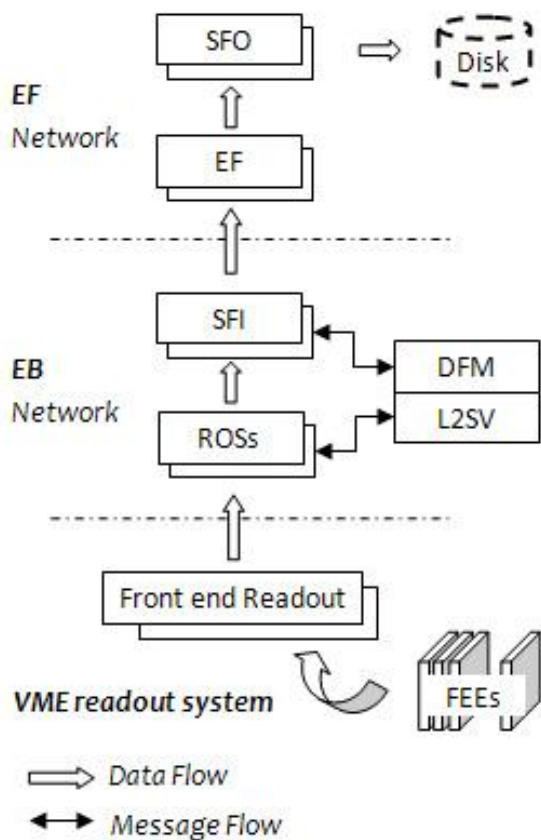 SFO
Disk
EF
Network
EF
SFI
EB
Network
DFM
L2SV
ROSs
Front end Readout
FEEs
VME readout system
Data Flow
Message Flow